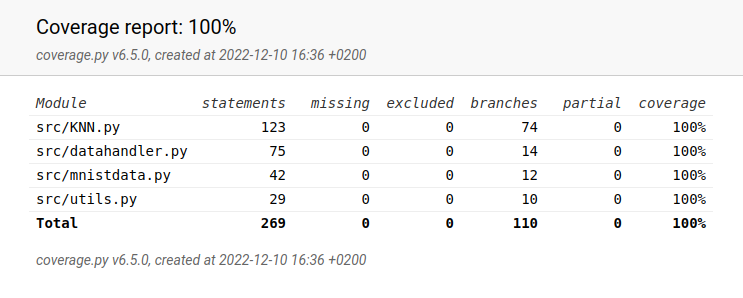 Coverage report: 100%
coverage.py v6.5.0, created at 2022-12-10 16:36 +0200
Module statements missing excluded branches partial coverage
src/KNN.py 123 0 0 74 0 100%
src/datahandler.py 75 0 0 14 0 100%
src/mnistdata.py 42 0 0 12 0 100%
src/utils.py 29 0 0 10 0 100%
Total 269 0 0 110 0 100%
coverage.py v6.5.0, created at 2022-12-10 16:36 +0200